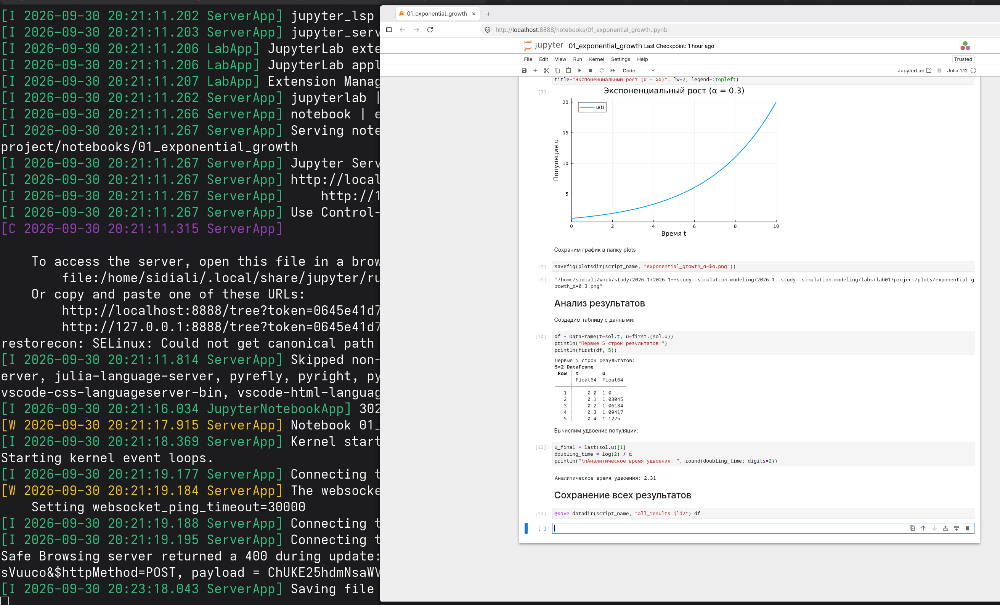 [I 2026-09-30 20:21:11.202 ServerApp] jupyter_lsp
[I 2026-09-30 20:21:11.203 ServerApp] jupyter_serv
[I 2026-09-30 20:21:11.206 LabApp] JupyterLab exte
[I 2026-09-30 20:21:11.206 LabApp] JupyterLab appl
[I 2026-09-30 20:21:11.207 LabApp] Extension Manag
[I 2026-09-30 20:21:11.262 ServerApp] jupyterlab |
[I 2026-09-30 20:21:11.266 ServerApp] notebook | e
[I 2026-09-30 20:21:11.267 ServerApp] Serving note
project/notebooks/01_exponential_growth
[I 2026-09-30 20:21:11.267 ServerApp] Jupyter Serv
[I 2026-09-30 20:21:11.267 ServerApp] http://local
[I 2026-09-30 20:21:11.267 ServerApp]     http://1
[I 2026-09-30 20:21:11.267 ServerApp] Use Control-
[C 2026-09-30 20:21:11.315 ServerApp]
To access the server, open this file in a brow
file:/home/sidiali/.local/share/jupyter/ru
Or copy and paste one of these URLs:
http://localhost:8888/tree?token=0645e41d7
http://127.0.0.1:8888/tree?token=0645e41d7
restorecon: SELinux: Could not get canonical path
[I 2026-09-30 20:21:11.814 ServerApp] Skipped non-
erver, julia-language-server, pyrefly, pyright, py
vscode-css-languageserver-bin, vscode-html-languag
[I 2026-09-30 20:21:16.034 JupyterNotebookApp] 302
[W 2026-09-30 20:21:17.915 ServerApp] Notebook 01_
[I 2026-09-30 20:21:18.369 ServerApp] Kernel start
Starting kernel event loops.
[I 2026-09-30 20:21:19.177 ServerApp] Connecting t
[W 2026-09-30 20:21:19.184 ServerApp] The websocke
Setting websocket_ping_timeout=30000
[I 2026-09-30 20:21:19.188 ServerApp] Connecting t
[I 2026-09-30 20:21:19.195 ServerApp] Connecting t
Safe Browsing server returned a 400 during update:
sVuuco&$httpMethod=POST, payload = ChUKE25hdmNsaWV
[I 2026-09-30 20:23:18.043 ServerApp] Saving file
01_exponential_growth
http://localhost:8888/notebooks/01_exponential_growth.ipynb
jupyter 01_exponential_growth Last Checkpoint: 1 hour ago
File Edit View Run Kernel Settings Help Trusted
Code JupyterLab Julia 1.12
title="Экспоненциальный рост (α = $α)", lw=2, legend=:topleft)
[7]:
Экспоненциальный рост (α = 0.3)
u(t)
20
15
10
5
Популяция u
0 2 4 6 8 10
Время t
Сохраним график в папку plots
[9]: savefig(plotsdir(script_name, "exponential_growth_α=$α.png"))
[9]: "/home/sidiali/work/study/2026-1/2026-1==study--simulation-modeling/2026-1--study--simulation-modeling/labs/lab01/project/plots/exponential_g
rowth_α=0.3.png"
Анализ результатов
Создадим таблицу с данными:
[10]: df = DataFrame(t=sol.t, u=first.(sol.u))
println("Первые 5 строк результатов:")
println(first(df, 5))
Первые 5 строк результатов:
5×2 DataFrame
Row │ t u
│ Float64 Float64
1 │ 0.0 1.0
2 │ 0.1 1.03045
3 │ 0.2 1.06184
4 │ 0.3 1.09417
5 │ 0.4 1.1275
Вычислим удвоение популяции:
[12]: u_final = last(sol.u)[1]
doubling_time = log(2) / α
println("\nАналитическое время удвоения: ", round(doubling_time; digits=2))
Аналитическое время удвоения: 2.31
Сохранение всех результатов
[13]: @save datadir(script_name, "all_results.jld2") df
[ ]: